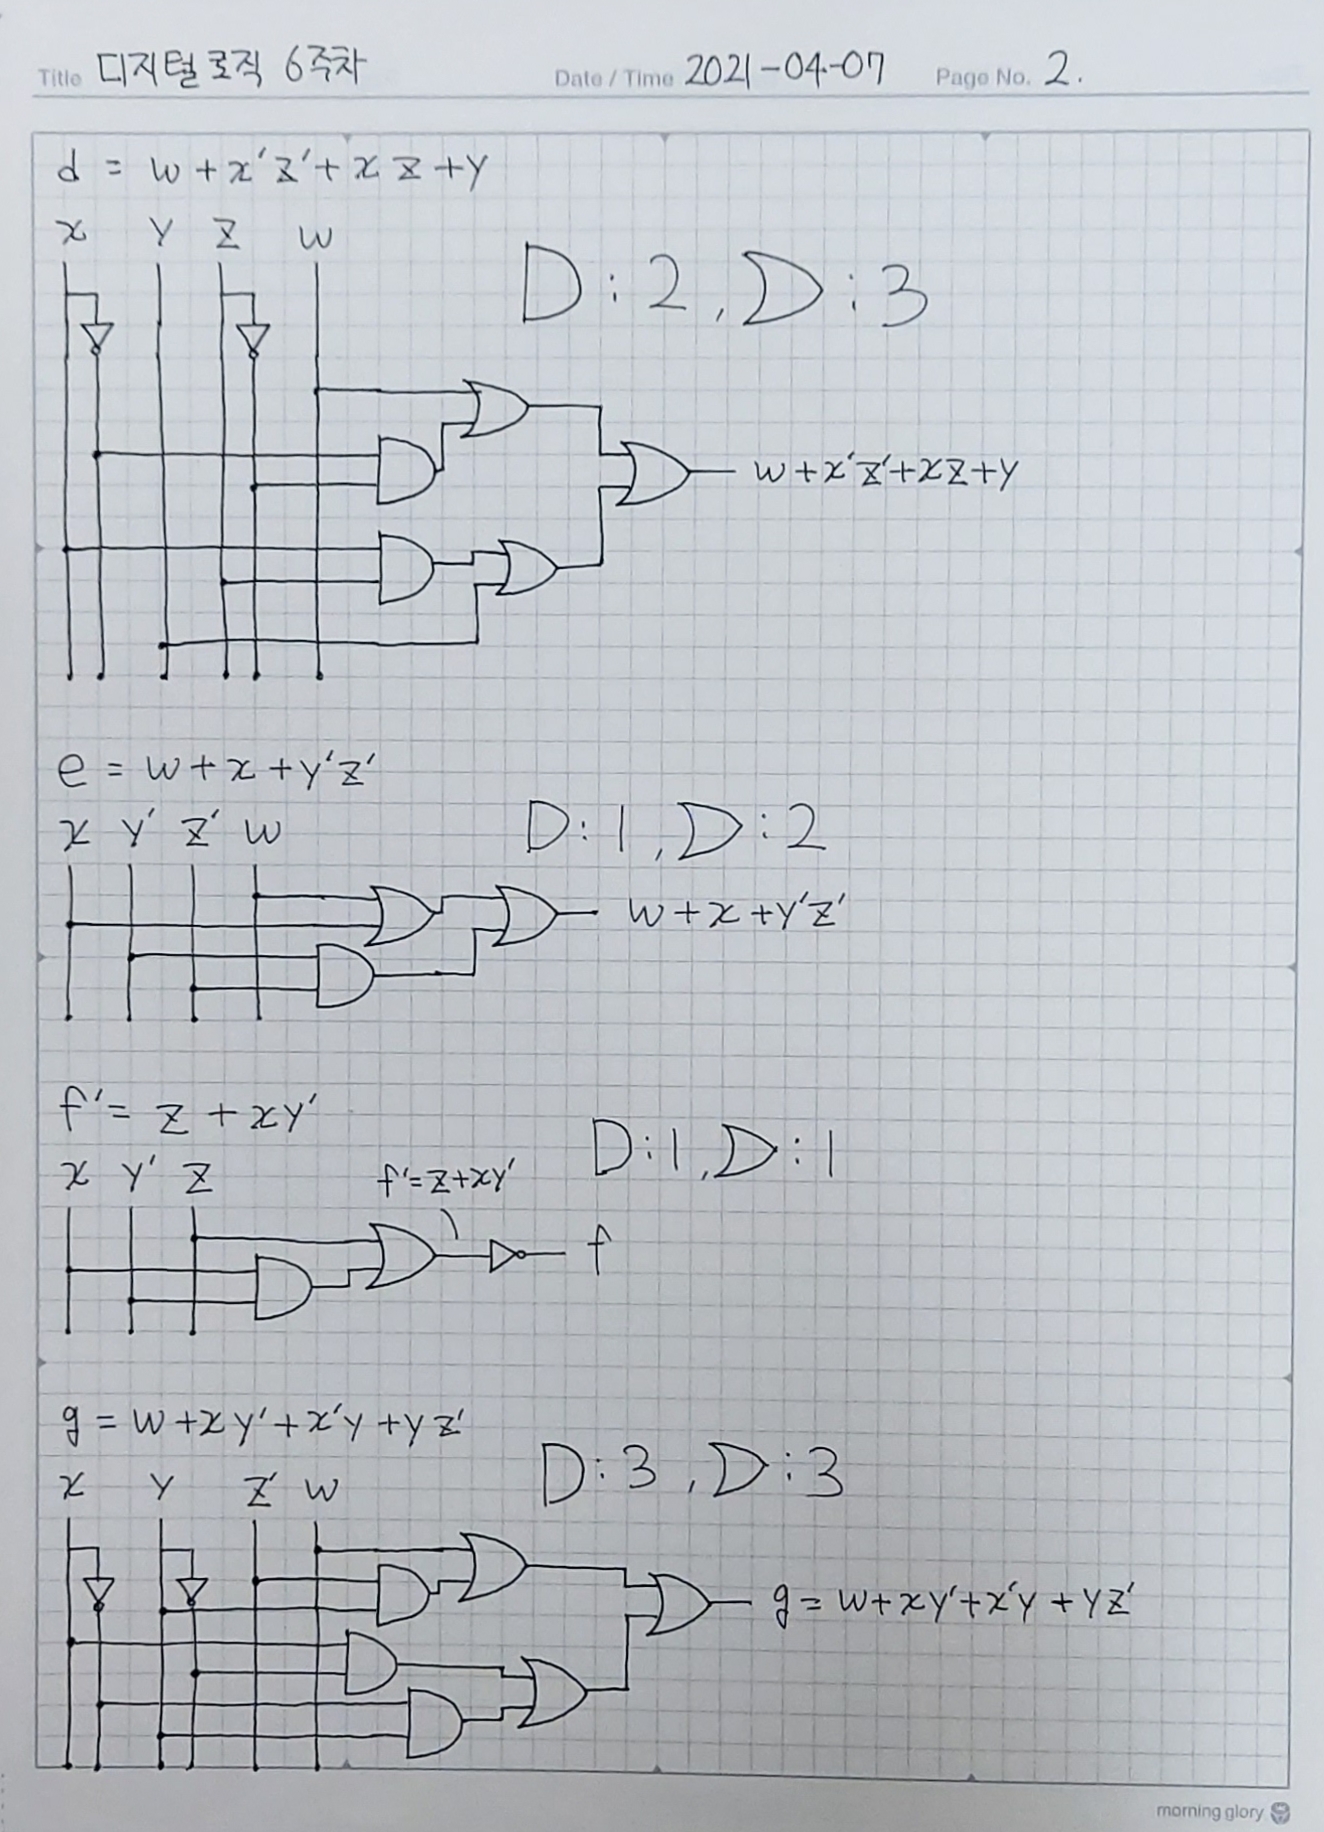 Title 디지털로직 6주차 Date / Time 2021-04-07 Page No. 2.
d = w + x'z' + xz + y
x y z w
: 2 , : 3
w + x'z' + xz + y
e = w + x + y'z'
x y' z' w
: 1 , : 2
w + x + y'z'
f' = z + xy'
: 1 , : 1
x y' z
f' = z + xy'
f
g = w + xy' + x'y + yz'
: 3 , : 3
x y z' w
g = w + xy' + x'y + yz'
morning glory